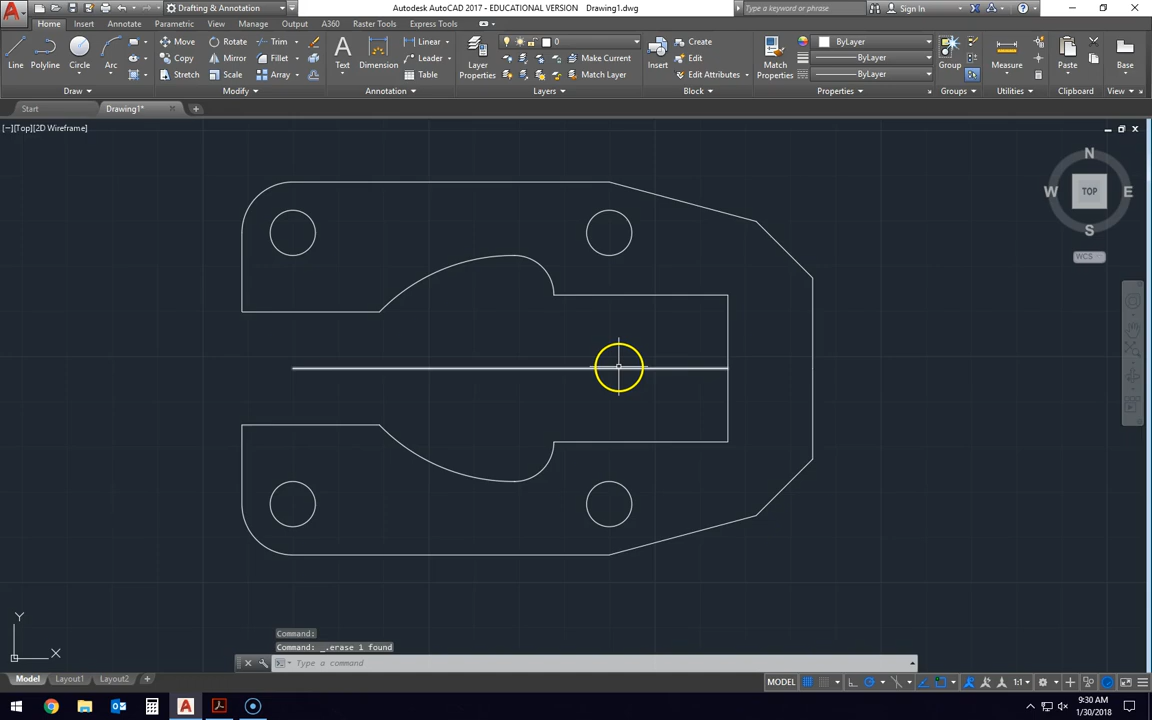 Drafting & Annotation
Autodesk AutoCAD 2017 - EDUCATIONAL VERSION Drawing1.dwg
Type a keyword or phrase
Sign In
Home Insert Annotate Parametric View Manage Output A360 Raster Tools Express Tools
Line Polyline Circle Arc
Move Rotate Trim
Copy Mirror Fillet
Stretch Scale Array
Text Dimension
Linear
Leader
Table
Layer Properties
0
Make Current
Match Layer
Insert
Create
Edit
Edit Attributes
Match Properties
ByLayer
ByLayer
ByLayer
Group
Measure
Paste
Base
Draw Modify Annotation Layers Block Properties Groups Utilities Clipboard View
Start Drawing1*
[−][Top][2D Wireframe]
N
W TOP E
S
WCS
Y
X
Command:
Command: _.erase 1 found
Type a command
Model Layout1 Layout2
MODEL 1:1
9:30 AM
1/30/2018